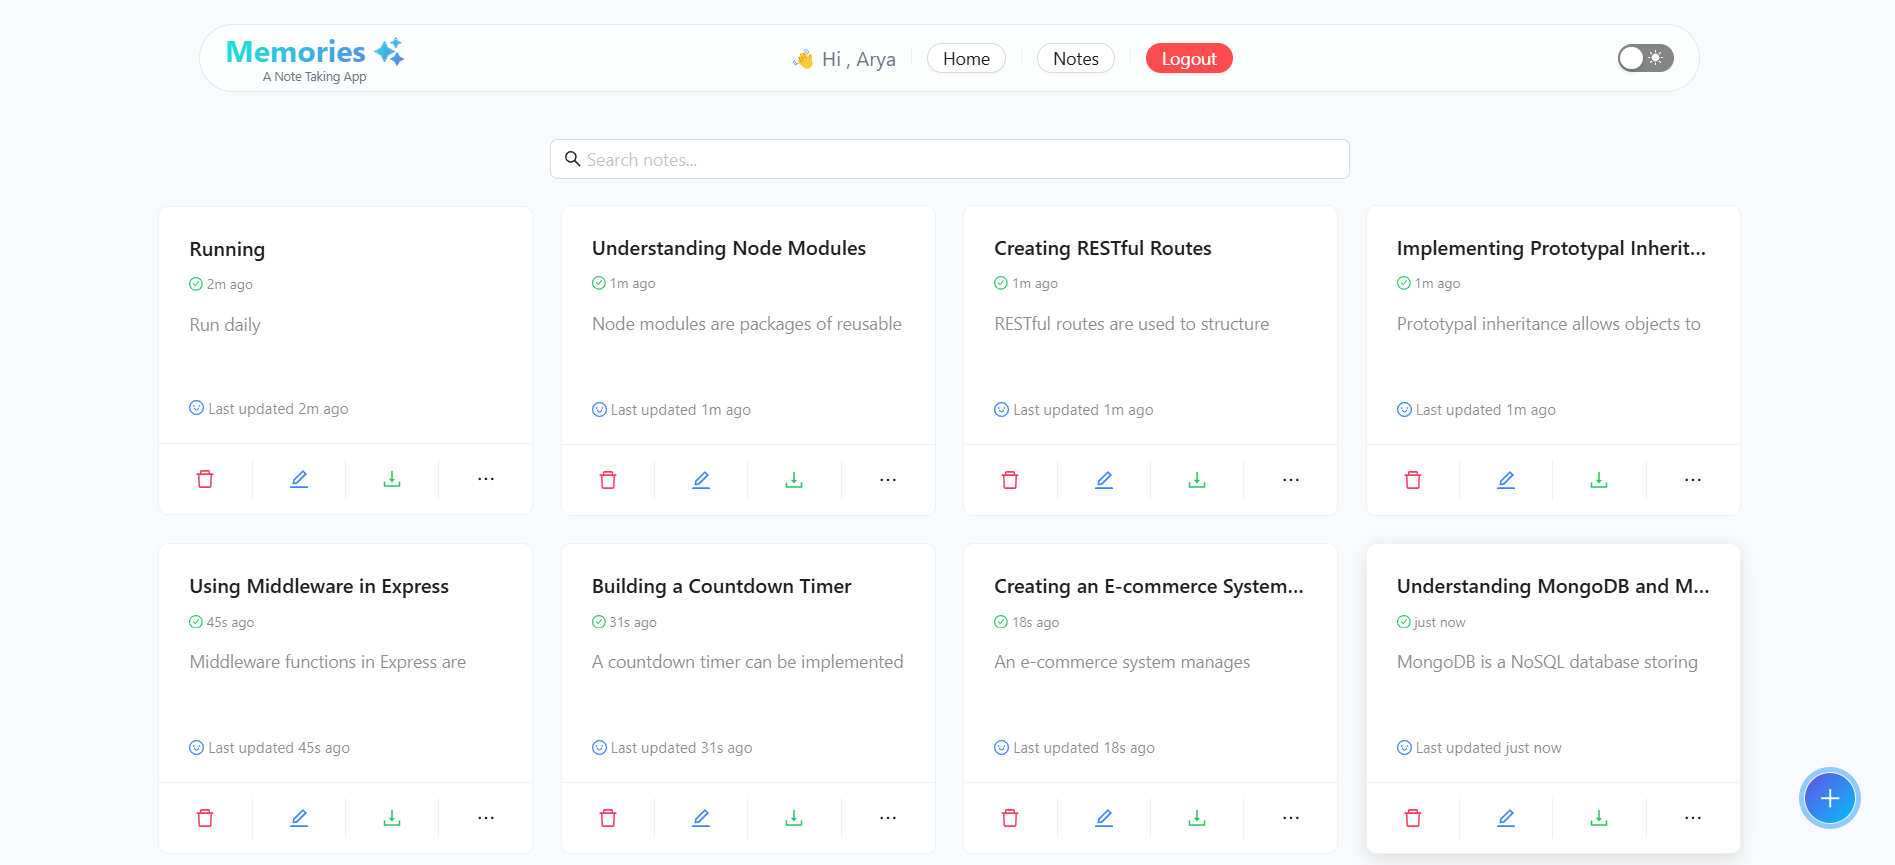 Memories
A Note Taking App
Hi , Arya
Home
Notes
Logout
Search notes...
Running
2m ago
Run daily
Last updated 2m ago
Understanding Node Modules
1m ago
Node modules are packages of reusable
Last updated 1m ago
Creating RESTful Routes
1m ago
RESTful routes are used to structure
Last updated 1m ago
Implementing Prototypal Inherit...
1m ago
Prototypal inheritance allows objects to
Last updated 1m ago
Using Middleware in Express
45s ago
Middleware functions in Express are
Last updated 45s ago
Building a Countdown Timer
31s ago
A countdown timer can be implemented
Last updated 31s ago
Creating an E-commerce System...
18s ago
An e-commerce system manages
Last updated 18s ago
Understanding MongoDB and M...
just now
MongoDB is a NoSQL database storing
Last updated just now